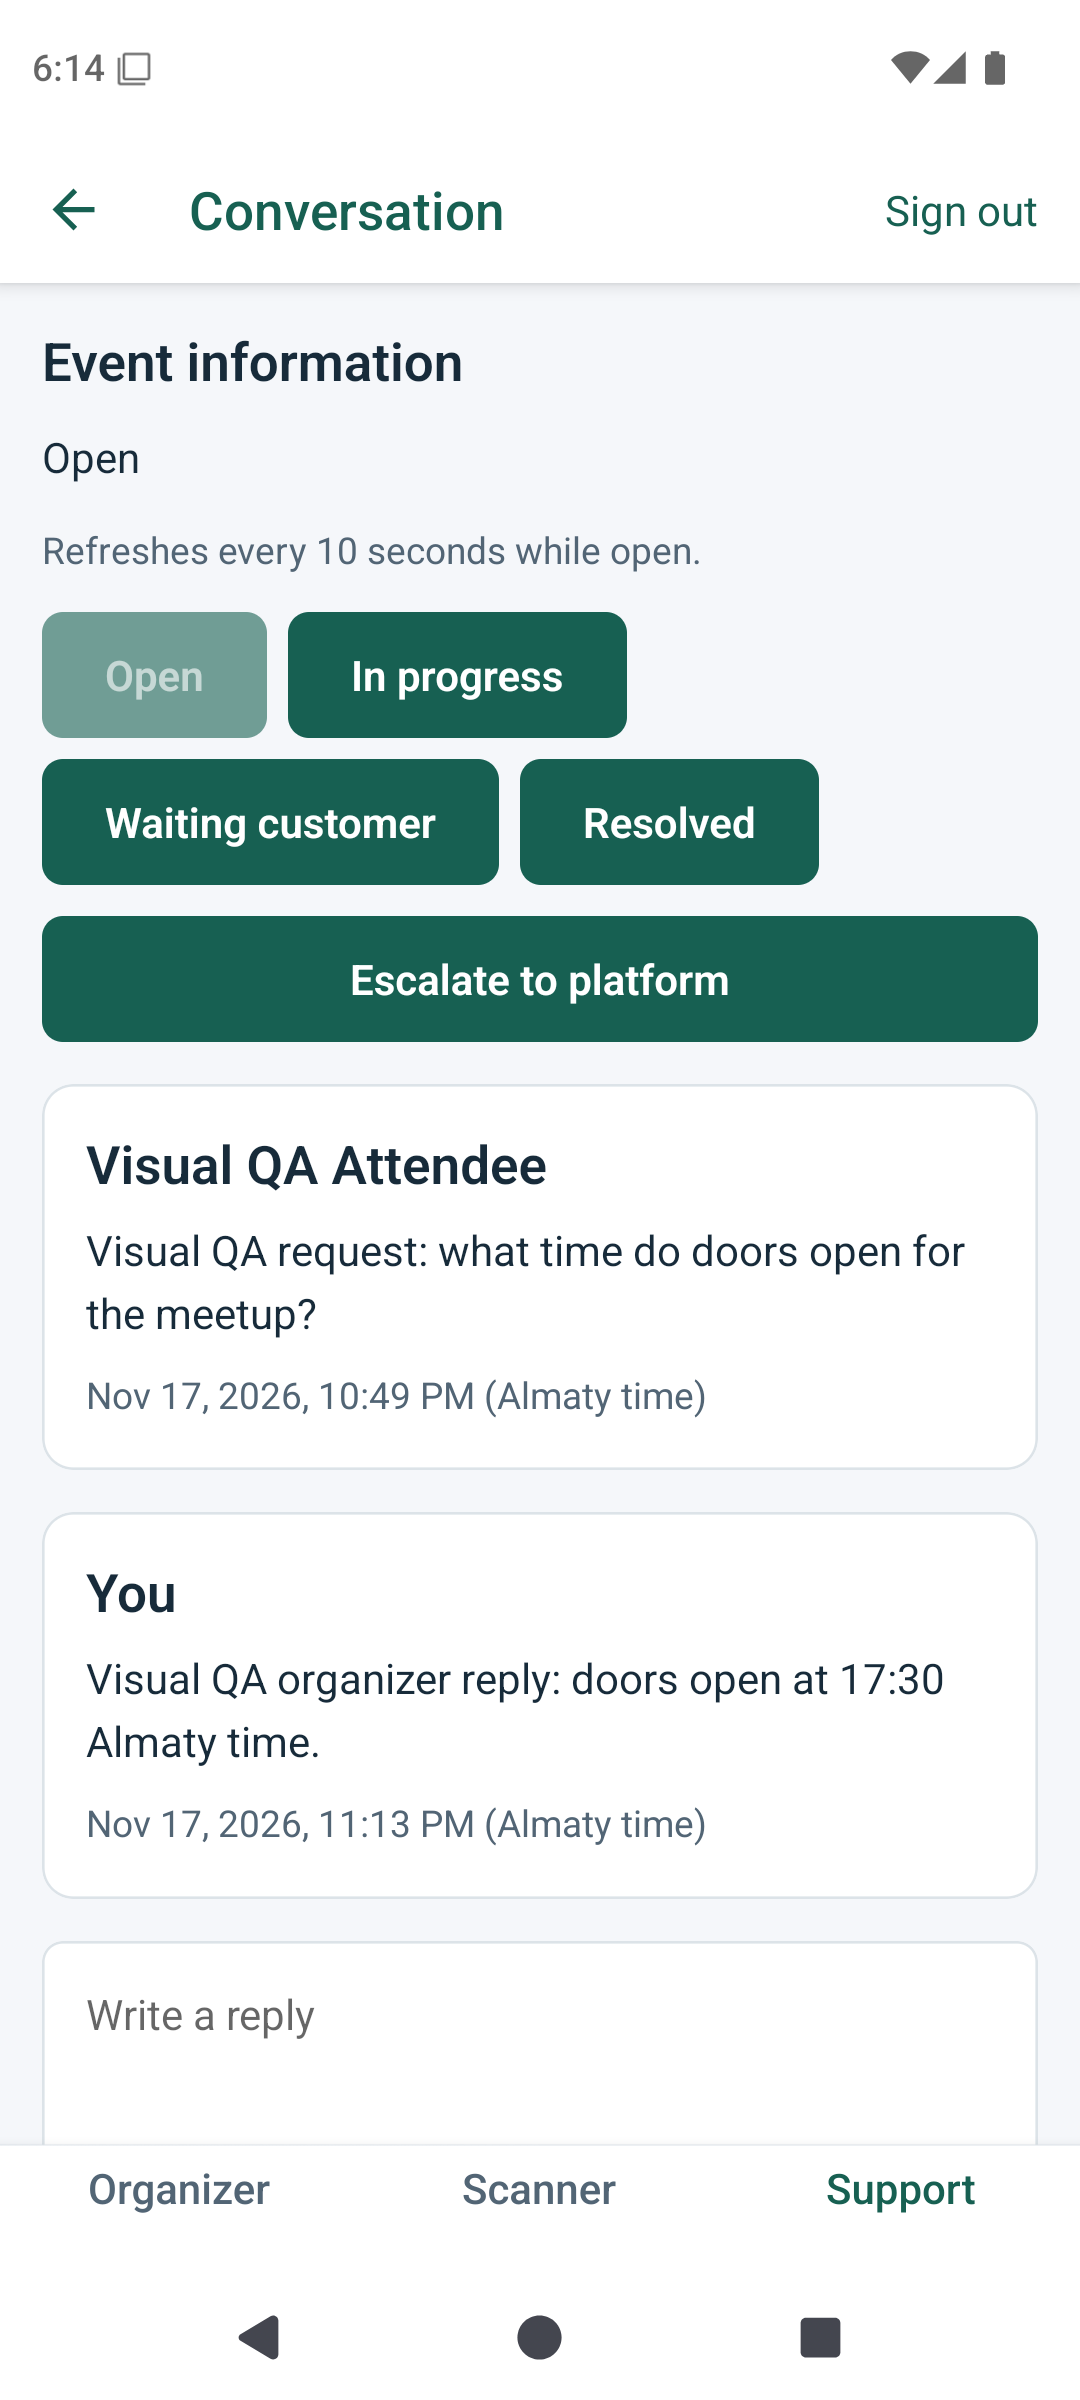 6:14
Conversation
Sign out
Event information
Open
Refreshes every 10 seconds while open.
Open
In progress
Waiting customer
Resolved
Escalate to platform
Visual QA Attendee
Visual QA request: what time do doors open for
the meetup?
Nov 17, 2026, 10:49 PM (Almaty time)
You
Visual QA organizer reply: doors open at 17:30
Almaty time.
Nov 17, 2026, 11:13 PM (Almaty time)
Write a reply
Organizer
Scanner
Support